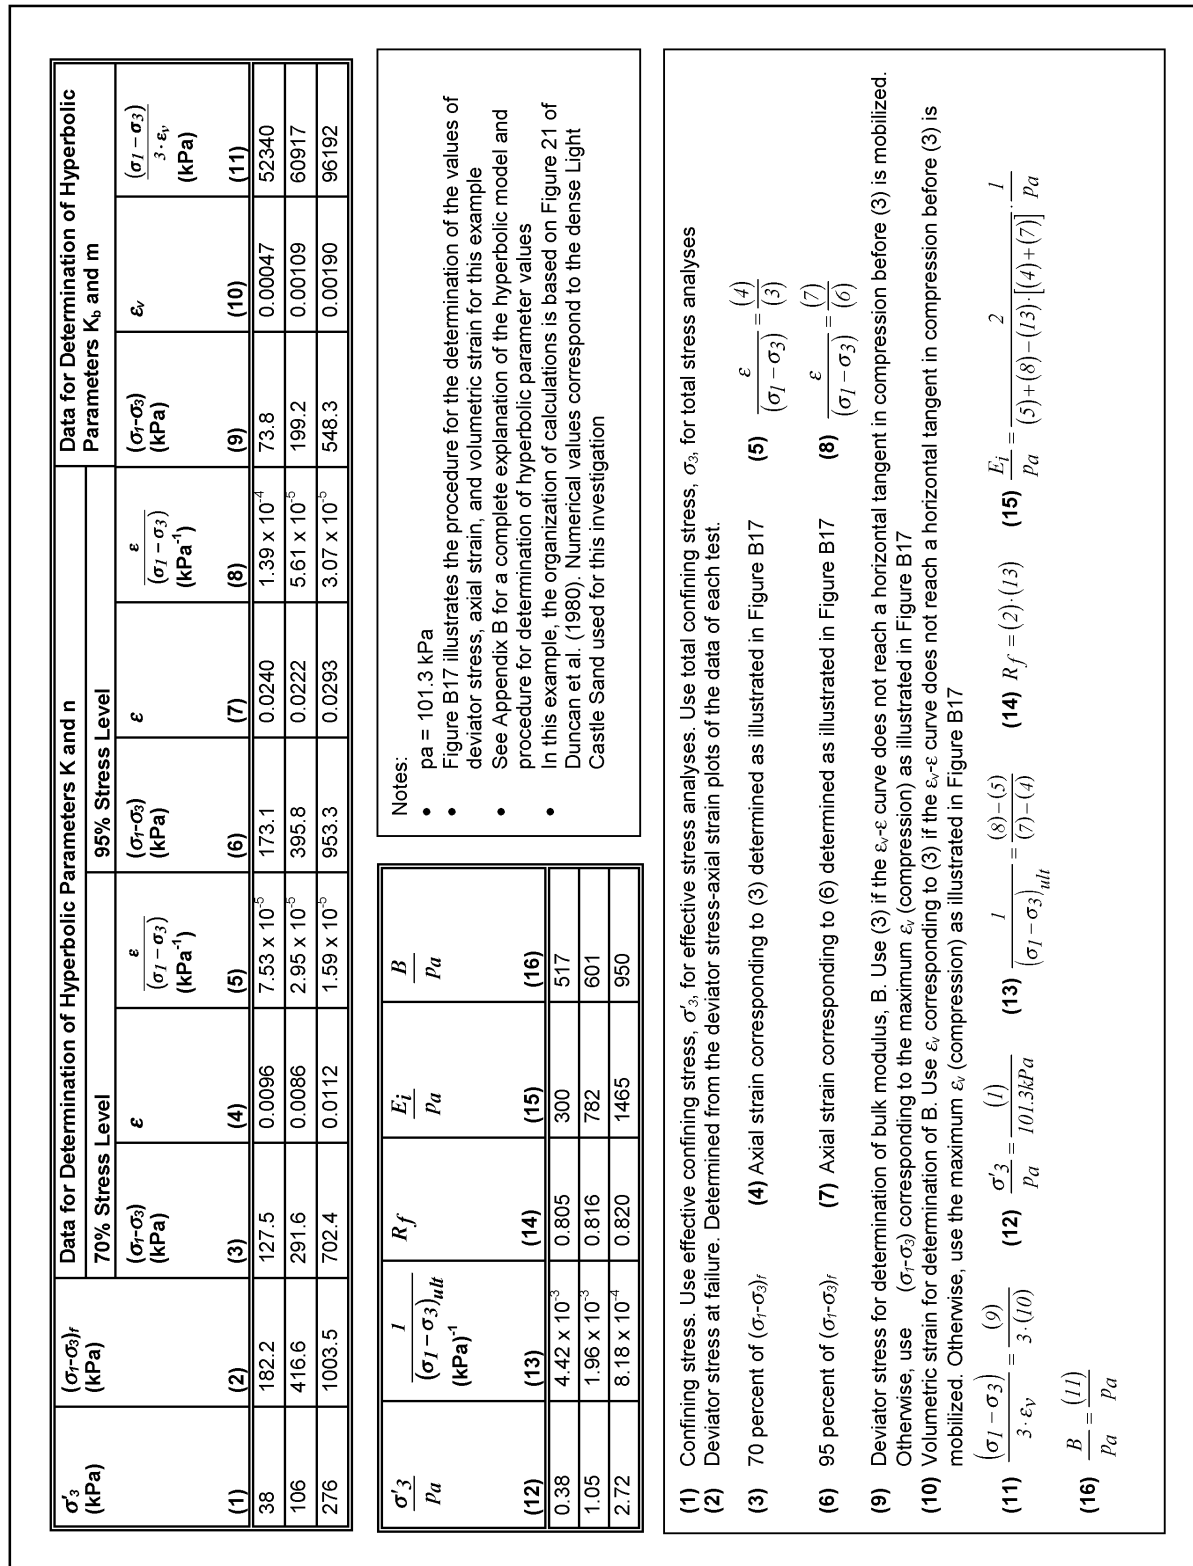 σ′3 (kPa) | (σ1-σ3)f (kPa) | Data for Determination of Hyperbolic Parameters K and n | Data for Determination of Hyperbolic Parameters Kb and m
70% Stress Level | 95% Stress Level
(σ1-σ3) (kPa) | ε | ε/(σ1 − σ3) (kPa-1) | (σ1-σ3) (kPa) | ε | ε/(σ1 − σ3) (kPa-1) | (σ1-σ3) (kPa) | εv | (σ1 − σ3)/(3 · εv) (kPa)
(1) | (2) | (3) | (4) | (5) | (6) | (7) | (8) | (9) | (10) | (11)
38 | 182.2 | 127.5 | 0.0096 | 7.53 x 10-5 | 173.1 | 0.0240 | 1.39 x 10-4 | 73.8 | 0.00047 | 52340
106 | 416.6 | 291.6 | 0.0086 | 2.95 x 10-5 | 395.8 | 0.0222 | 5.61 x 10-5 | 199.2 | 0.00109 | 60917
276 | 1003.5 | 702.4 | 0.0112 | 1.59 x 10-5 | 953.3 | 0.0293 | 3.07 x 10-5 | 548.3 | 0.00190 | 96192
σ′3/pa | 1/(σ1 − σ3)ult (kPa)-1 | Rf | Ei/pa | B/pa
(12) | (13) | (14) | (15) | (16)
0.38 | 4.42 x 10-3 | 0.805 | 300 | 517
1.05 | 1.96 x 10-3 | 0.816 | 782 | 601
2.72 | 8.18 x 10-4 | 0.820 | 1465 | 950
Notes:
• pa = 101.3 kPa
• Figure B17 illustrates the procedure for the determination of the values of
deviator stress, axial strain, and volumetric strain for this example
• See Appendix B for a complete explanation of the hyperbolic model and
procedure for determination of hyperbolic parameter values
• In this example, the organization of calculations is based on Figure 21 of
Duncan et al. (1980). Numerical values correspond to the dense Light
Castle Sand used for this investigation
(1) Confining stress. Use effective confining stress, σ′3, for effective stress analyses. Use total confining stress, σ3, for total stress analyses
(2) Deviator stress at failure. Determined from the deviator stress-axial strain plots of the data of each test.
(3) 70 percent of (σ1-σ3)f (4) Axial strain corresponding to (3) determined as illustrated in Figure B17 (5) ε/(σ1 − σ3) = (4)/(3)
(6) 95 percent of (σ1-σ3)f (7) Axial strain corresponding to (6) determined as illustrated in Figure B17 (8) ε/(σ1 − σ3) = (7)/(6)
(9) Deviator stress for determination of bulk modulus, B. Use (3) if the εv-ε curve does not reach a horizontal tangent in compression before (3) is mobilized.
Otherwise, use (σ1-σ3) corresponding to the maximum εv (compression) as illustrated in Figure B17
(10) Volumetric strain for determination of B. Use εv corresponding to (3) if the εv-ε curve does not reach a horizontal tangent in compression before (3) is
mobilized. Otherwise, use the maximum εv (compression) as illustrated in Figure B17
(11) (σ1 − σ3)/(3 · εv) = (9)/(3 · (10)) (12) σ′3/pa = (1)/101.3kPa (13) 1/(σ1 − σ3)ult = ((8) − (5))/((7) − (4)) (14) Rf = (2) · (13) (15) Ei/pa = 2/((5) + (8) − (13) · [(4) + (7)]) · 1/pa
(16) B/pa = (11)/pa